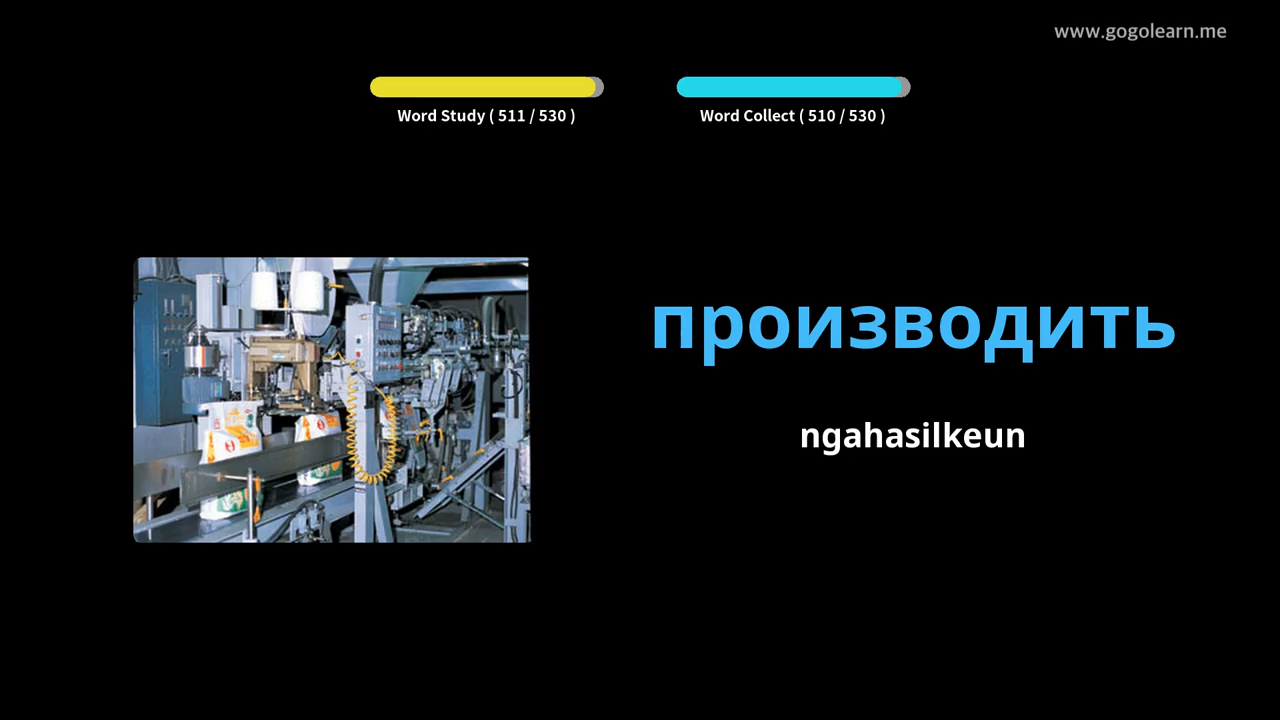 www.gogolearn.me
Word Study ( 511 / 530 )
Word Collect ( 510 / 530 )
производить
ngahasilkeun